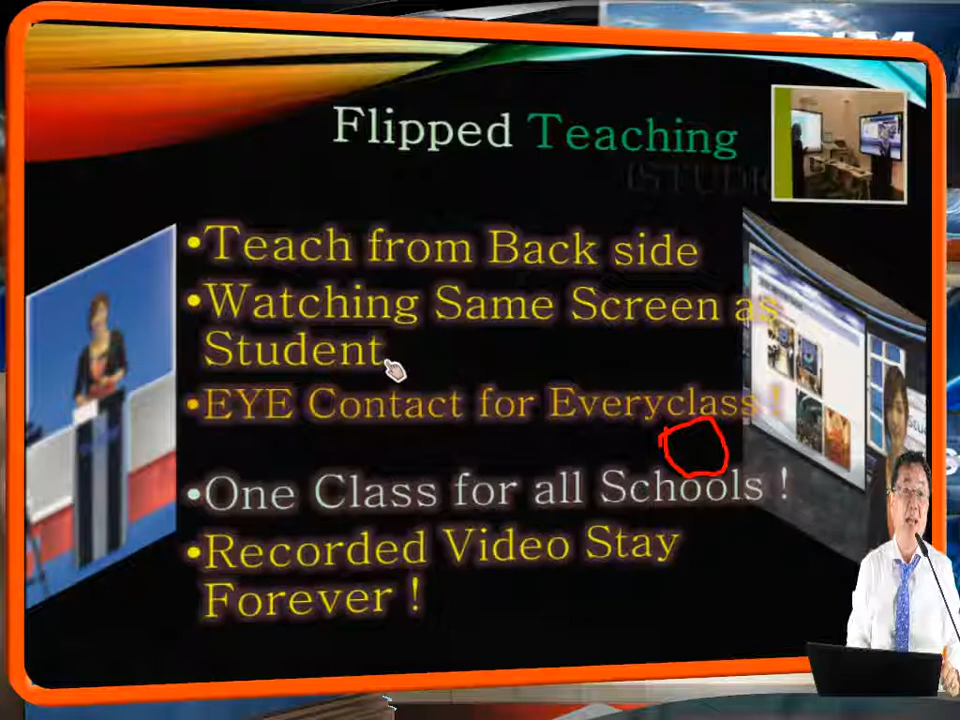 Flipped Teaching
•Teach from Back side
•Watching Same Screen as
Student
•EYE Contact for Everyclass !
•One Class for all Schools !
•Recorded Video Stay
Forever !